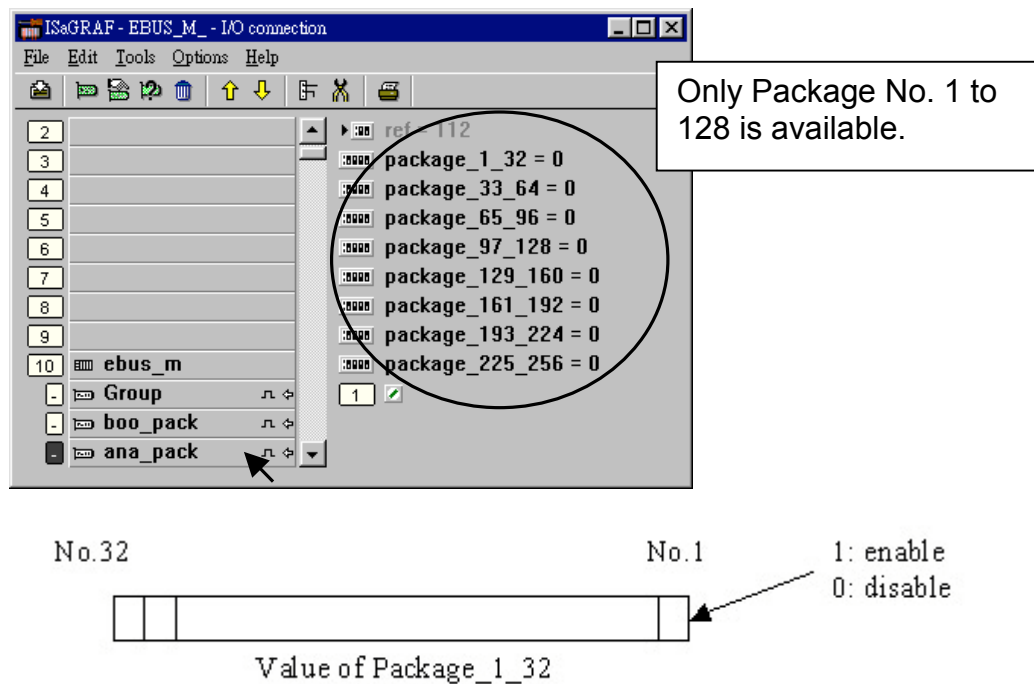 ISaGRAF - EBUS_M_ - I/O connection
File Edit Tools Options Help
Only Package No. 1 to
128 is available.
2
3
4
5
6
7
8
9
10 ebus_m
- Group
- boo_pack
- ana_pack
ref = 112
package_1_32 = 0
package_33_64 = 0
package_65_96 = 0
package_97_128 = 0
package_129_160 = 0
package_161_192 = 0
package_193_224 = 0
package_225_256 = 0
1
No.32
No.1
1: enable
0: disable
Value of Package_1_32